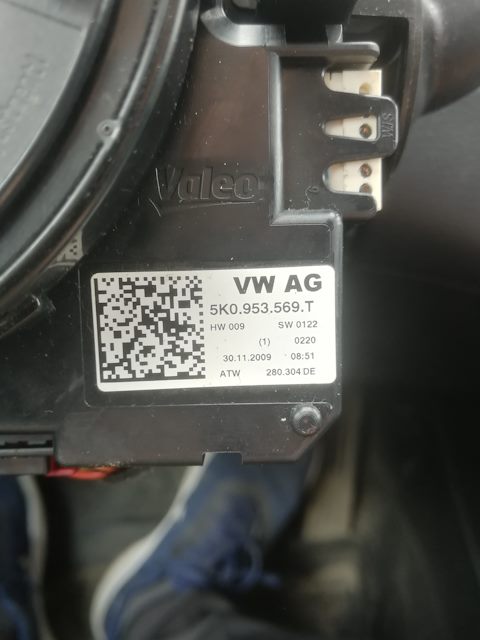 W/S
Valeo
VW AG
5K0.953.569.T
HW 009 SW 0122
(1) 0220
30.11.2009 08:51
ATW 280.304 DE